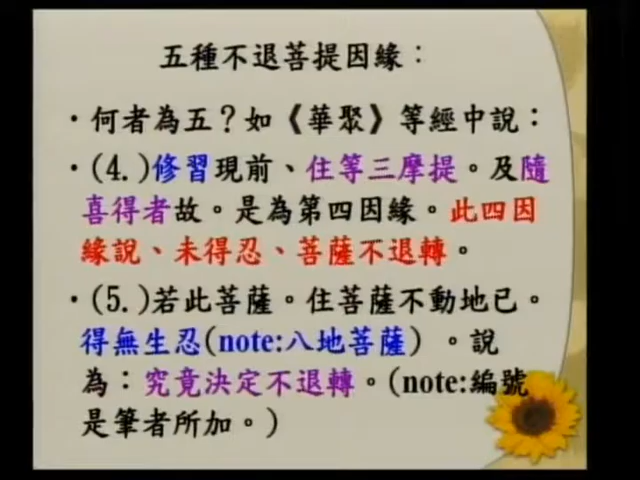 五種不退菩提因緣：
·何者為五？如《華聚》等經中說：
·(4.)修習現前、住等三摩提。及隨
喜得者故。是為第四因緣。此四因
緣說、未得忍、菩薩不退轉。
·(5.)若此菩薩。住菩薩不動地已。
得無生忍(note:八地菩薩) 。說
為：究竟決定不退轉。(note:編號
是筆者所加。)